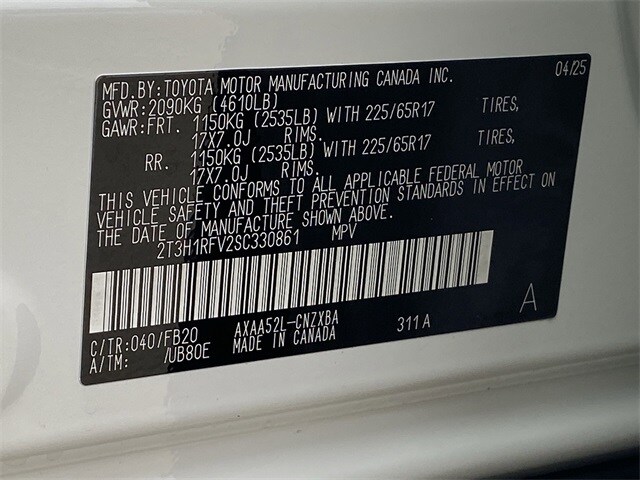 MFD.BY:TOYOTA MOTOR MANUFACTURING CANADA INC. 04/25
GVWR:2090KG (4610LB)
GAWR:FRT. 1150KG (2535LB) WITH 225/65R17 TIRES,
17X7.0J RIMS.
RR. 1150KG (2535LB) WITH 225/65R17 TIRES,
17X7.0J RIMS.
THIS VEHICLE CONFORMS TO ALL APPLICABLE FEDERAL MOTOR
VEHICLE SAFETY AND THEFT PREVENTION STANDARDS IN EFFECT ON
THE DATE OF MANUFACTURE SHOWN ABOVE.
2T3H1RFV2SC330861 MPV
A
C/TR:040/FB20 AXAA52L-CNZXBA 311A
A/TM: /UB80E MADE IN CANADA